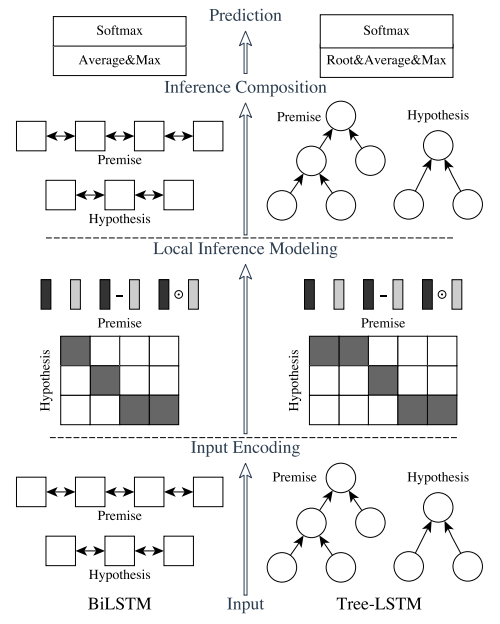 Prediction
Softmax
Average&Max
Softmax
Root&Average&Max
Inference Composition
Premise
Hypothesis
Premise
Hypothesis
Local Inference Modeling
Premise
Hypothesis
Premise
Hypothesis
Input Encoding
Premise
Hypothesis
Premise
Hypothesis
BiLSTM
Input
Tree-LSTM